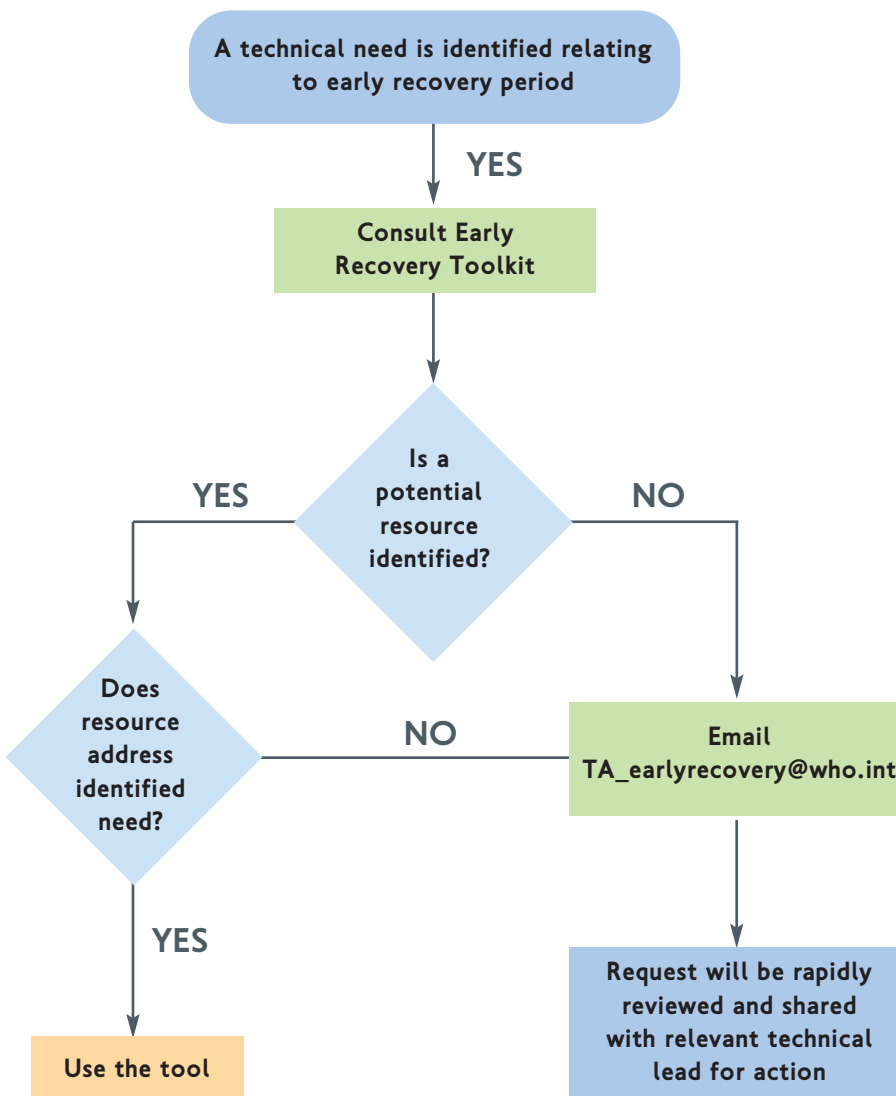 A technical need is identified relating
to early recovery period
YES
Consult Early
Recovery Toolkit
Is a
potential
resource
identified?
YES
NO
Does
resource
address
identified
need?
NO
Email
TA_earlyrecovery@who.int
YES
Use the tool
Request will be rapidly
reviewed and shared
with relevant technical
lead for action